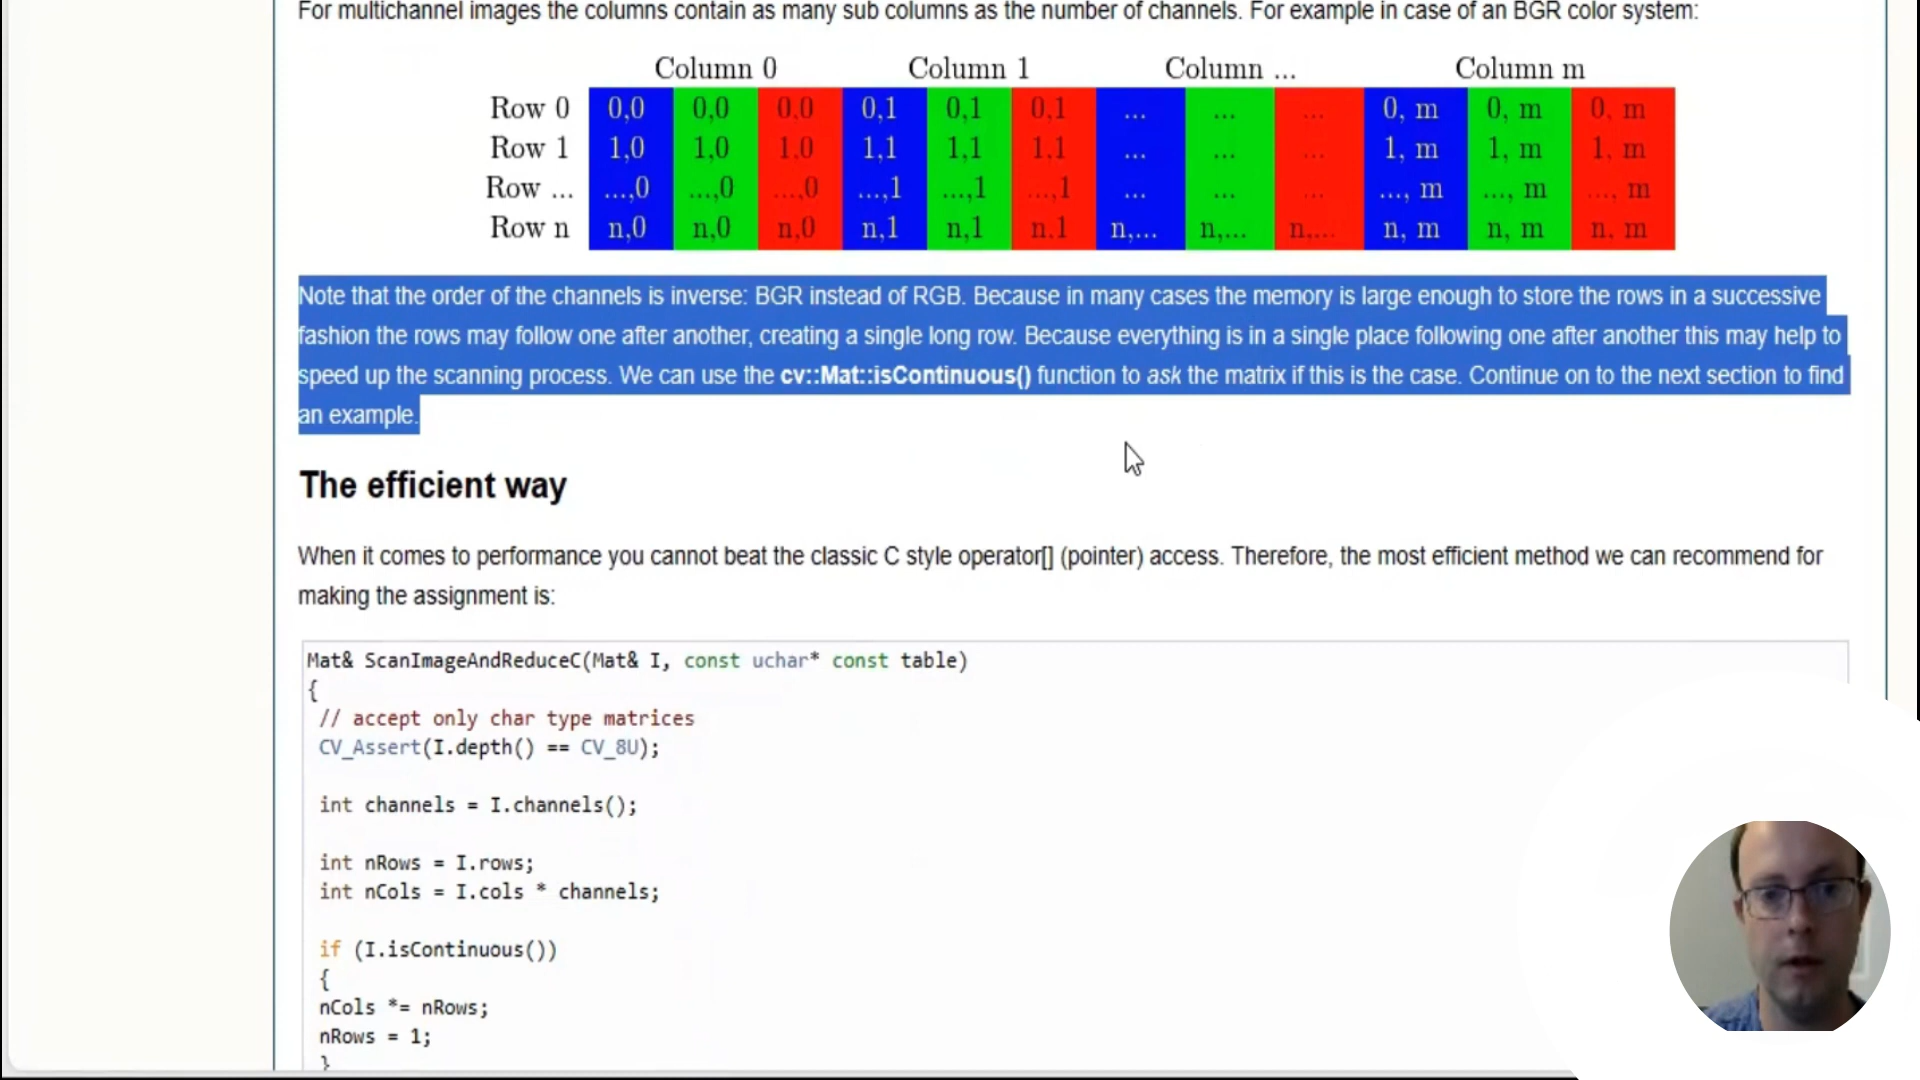 For multichannel images the columns contain as many sub columns as the number of channels. For example in case of an BGR color system:
Column 0 Column 1 Column ... Column m
Row 0 0,0 0,0 0,0 0,1 0,1 0,1 ... ... ... 0, m 0, m 0, m
Row 1 1,0 1,0 1,0 1,1 1,1 1,1 ... ... ... 1, m 1, m 1, m
Row ... ...,0 ...,0 ...,0 ...,1 ...,1 ...,1 ... ... ... ..., m ..., m ..., m
Row n n,0 n,0 n,0 n,1 n,1 n,1 n,... n,... n,... n, m n, m n, m
Note that the order of the channels is inverse: BGR instead of RGB. Because in many cases the memory is large enough to store the rows in a successive
fashion the rows may follow one after another, creating a single long row. Because everything is in a single place following one after another this may help to
speed up the scanning process. We can use the cv::Mat::isContinuous() function to ask the matrix if this is the case. Continue on to the next section to find
an example.
The efficient way
When it comes to performance you cannot beat the classic C style operator[] (pointer) access. Therefore, the most efficient method we can recommend for
making the assignment is:
Mat& ScanImageAndReduceC(Mat& I, const uchar* const table)
{
// accept only char type matrices
CV_Assert(I.depth() == CV_8U);
int channels = I.channels();
int nRows = I.rows;
int nCols = I.cols * channels;
if (I.isContinuous())
{
nCols *= nRows;
nRows = 1;
}